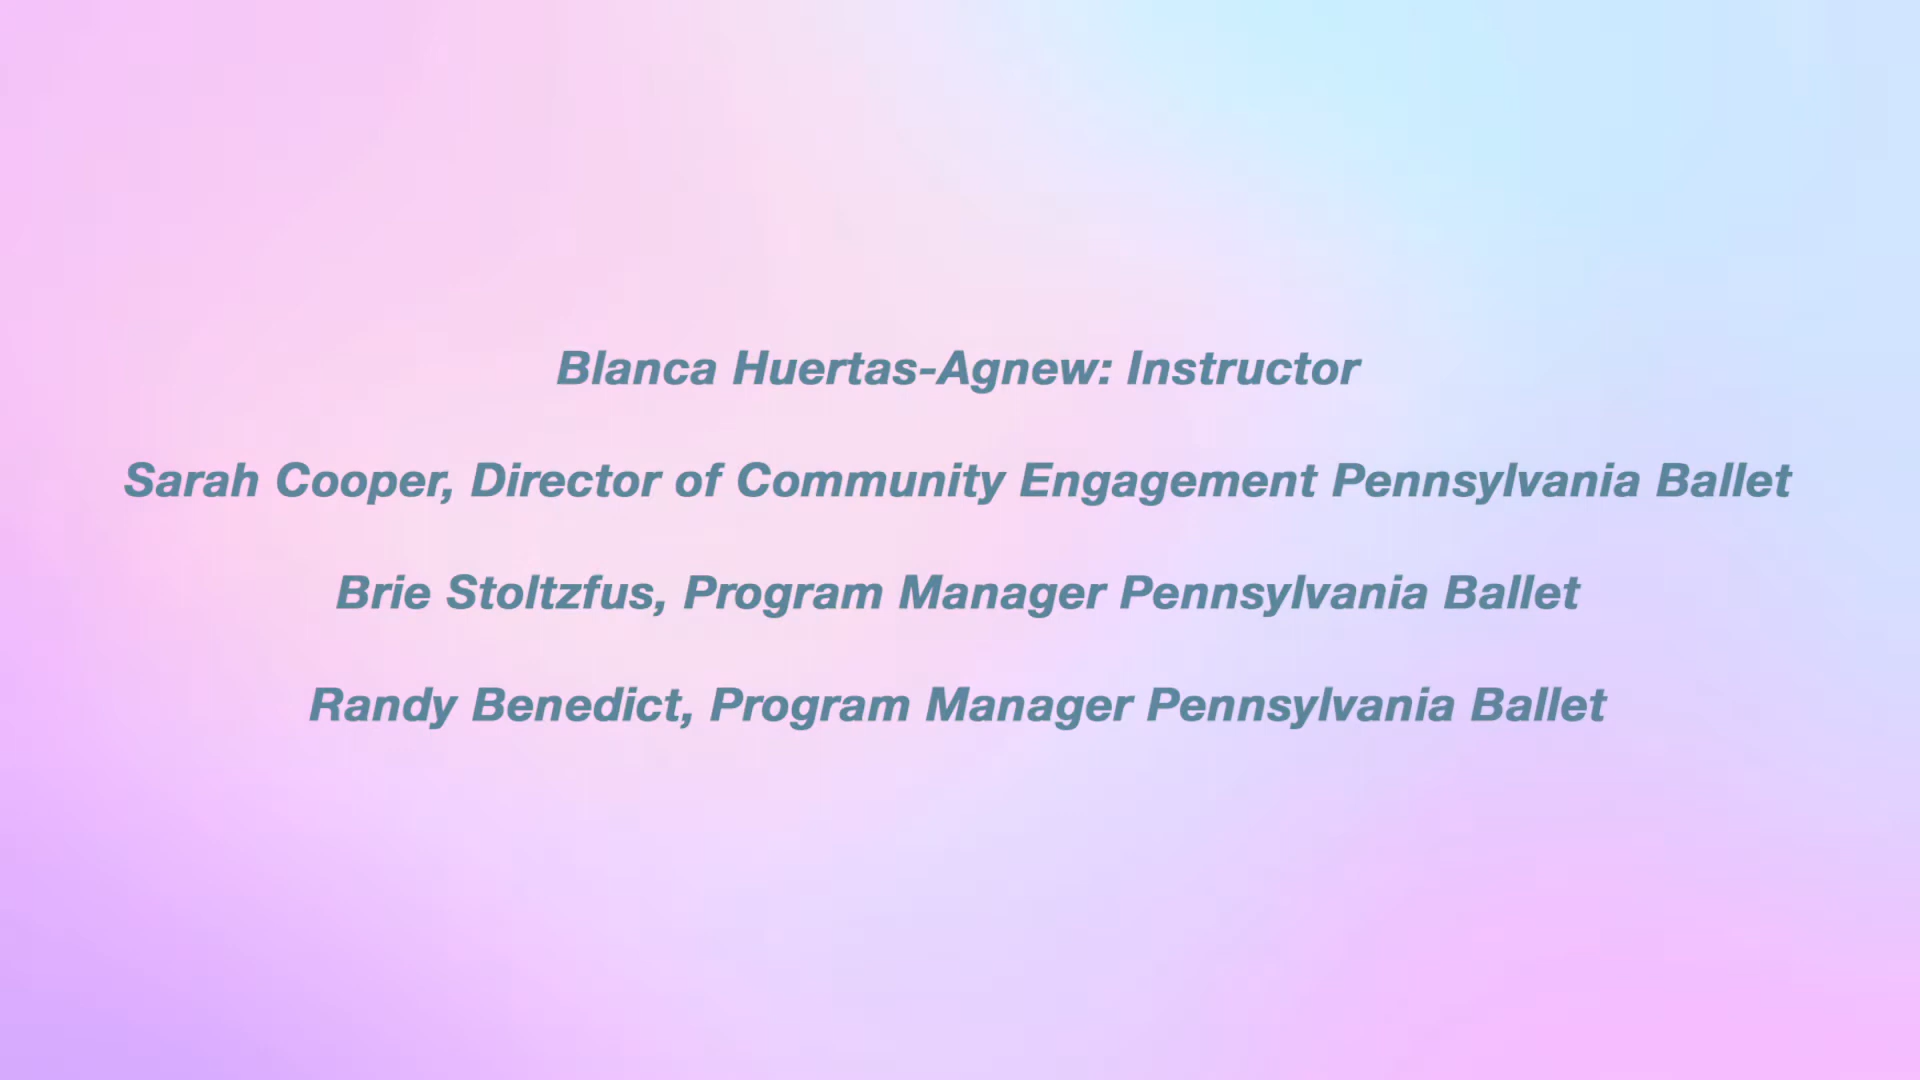 Blanca Huertas-Agnew: Instructor
Sarah Cooper, Director of Community Engagement Pennsylvania Ballet
Brie Stoltzfus, Program Manager Pennsylvania Ballet
Randy Benedict, Program Manager Pennsylvania Ballet